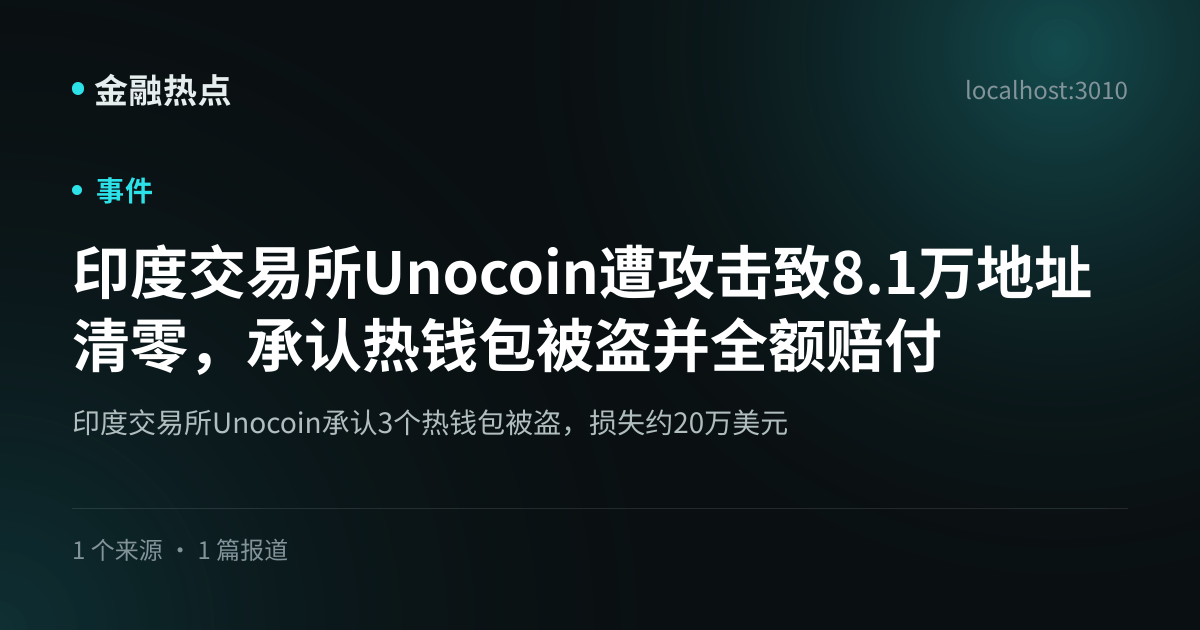 金融热点
localhost:3010
事件
印度交易所Unocoin遭攻击致8.1万地址
清零，承认热钱包被盗并全额赔付
印度交易所Unocoin承认3个热钱包被盗，损失约20万美元
1 个来源 · 1 篇报道